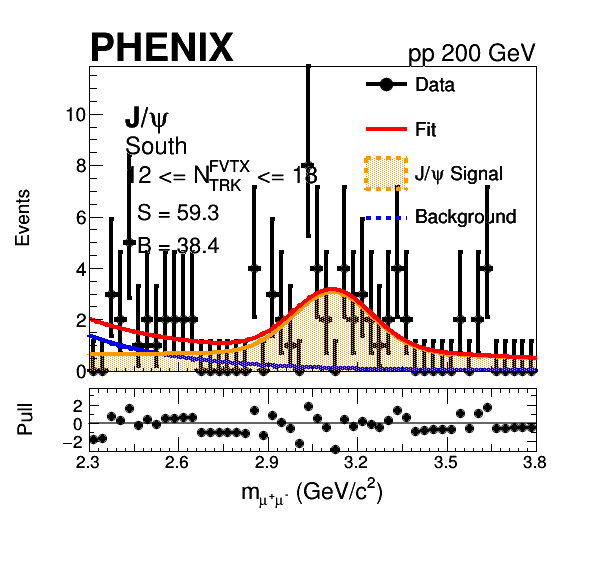 PHENIX pp 200 GeV
J/ψ
South
12 <= N_TRK^FVTX <= 13
S = 59.3
B = 38.4
Data
Fit
J/ψ Signal
Background
Events
10
8
6
4
2
0
Pull
2
0
−2
2.3 2.6 2.9 3.2 3.5 3.8
m_μ⁺μ⁻ (GeV/c²)